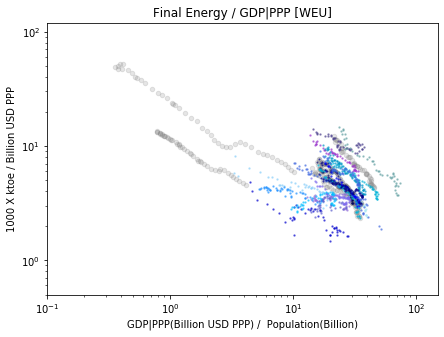 Final Energy / GDP|PPP [WEU]
1000 X ktoe / Billion USD PPP
10²
10¹
10⁰
10⁻¹
10⁰
10¹
10²
GDP|PPP(Billion USD PPP) / Population(Billion)